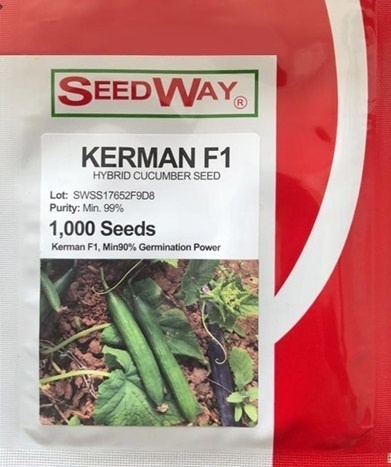 SEEDWAY®
KERMAN F1
HYBRID CUCUMBER SEED
Lot: SWSS17652F9D8
Purity: Min. 99%
1,000 Seeds
Kerman F1, Min90% Germination Power